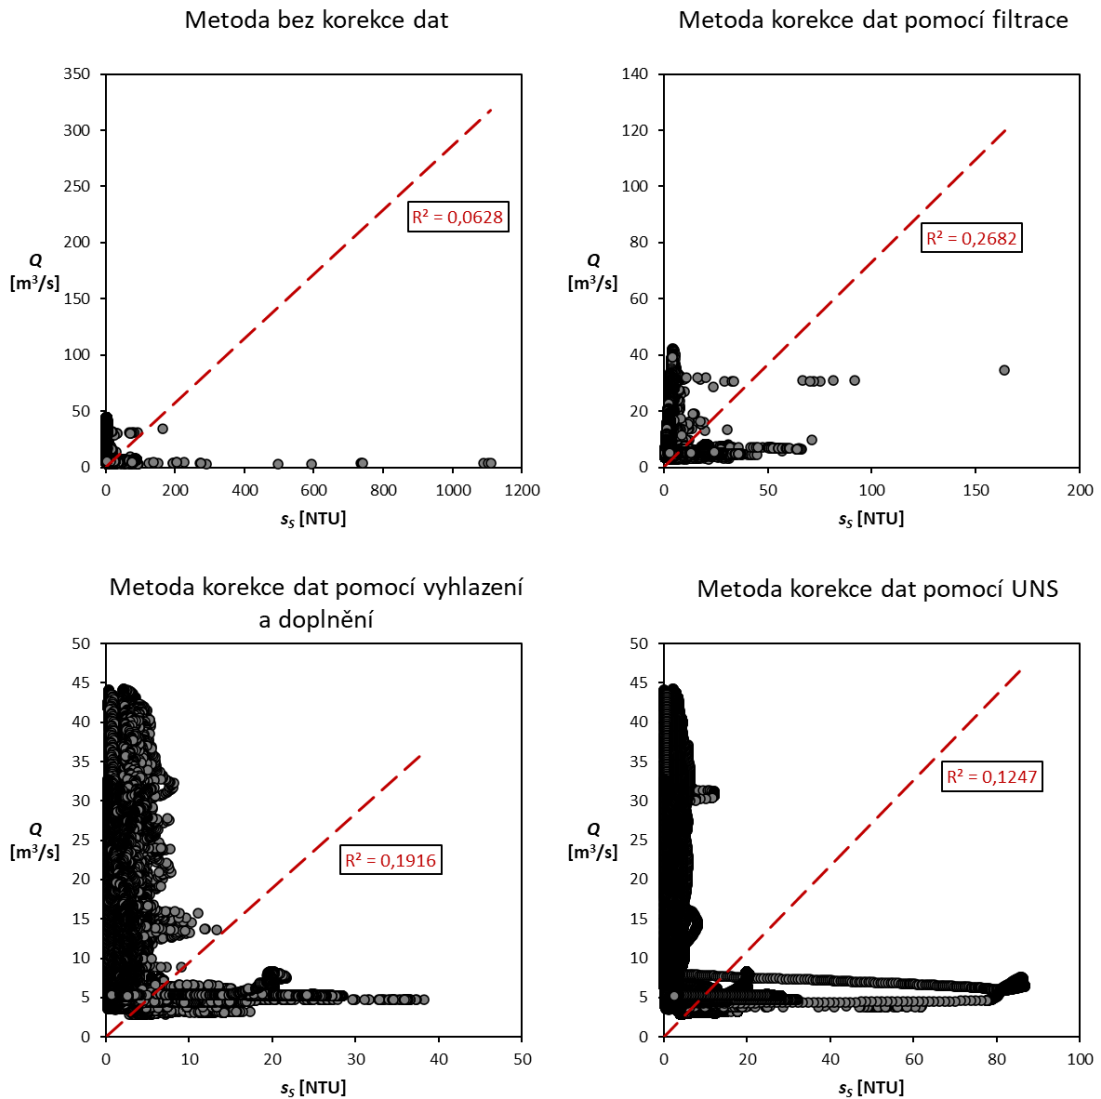 Metoda bez korekce dat
350
300
250
200
150
100
50
0
Q
[m³/s]
R² = 0,0628
0 200 400 600 800 1000 1200
sS [NTU]
Metoda korekce dat pomocí filtrace
140
120
100
80
60
40
20
0
Q
[m³/s]
R² = 0,2682
0 50 100 150 200
sS [NTU]
Metoda korekce dat pomocí vyhlazení
a doplnění
50
45
40
35
30
25
20
15
10
5
0
Q
[m³/s]
R² = 0,1916
0 10 20 30 40 50
sS [NTU]
Metoda korekce dat pomocí UNS
50
45
40
35
30
25
20
15
10
5
0
Q
[m³/s]
R² = 0,1247
0 20 40 60 80 100
sS [NTU]